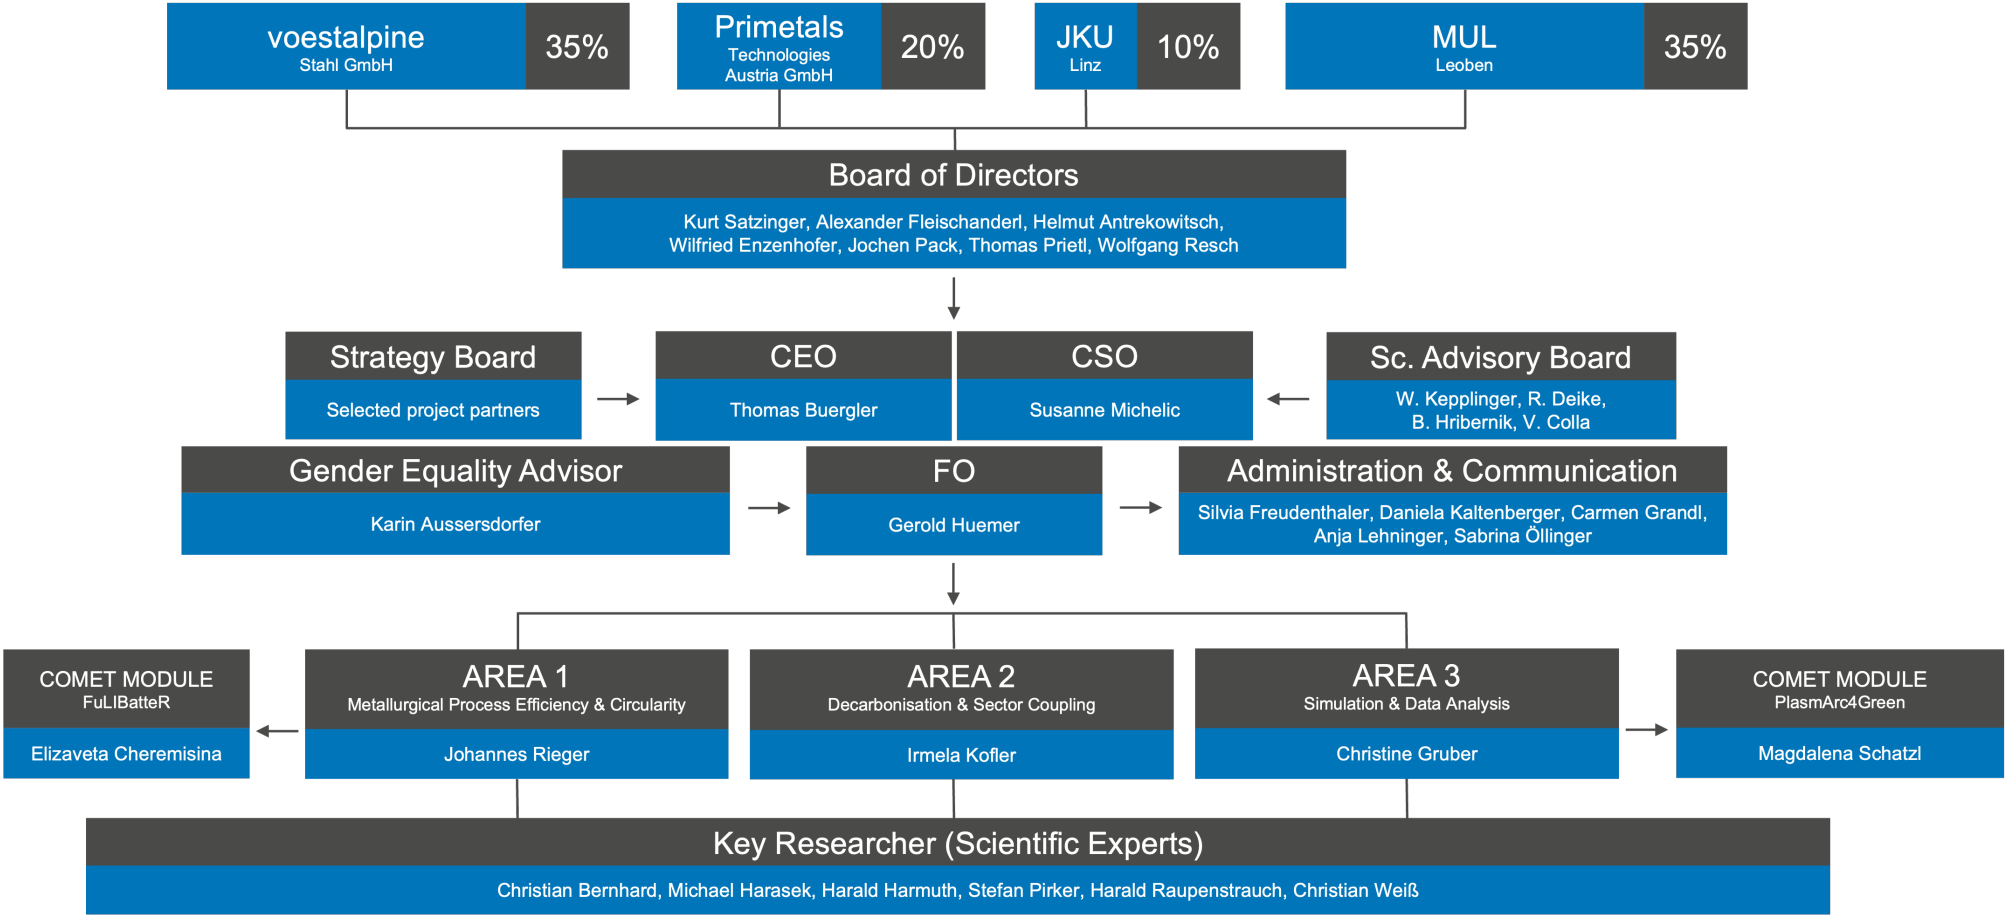 voestalpine
Stahl GmbH
35%
Primetals
Technologies
Austria GmbH
20%
JKU
Linz
10%
MUL
Leoben
35%
Board of Directors
Kurt Satzinger, Alexander Fleischanderl, Helmut Antrekowitsch,
Wilfried Enzenhofer, Jochen Pack, Thomas Prietl, Wolfgang Resch
Strategy Board
Selected project partners
CEO
Thomas Buergler
CSO
Susanne Michelic
Sc. Advisory Board
W. Kepplinger, R. Deike,
B. Hribernik, V. Colla
Gender Equality Advisor
Karin Aussersdorfer
FO
Gerold Huemer
Administration & Communication
Silvia Freudenthaler, Daniela Kaltenberger, Carmen Grandl,
Anja Lehninger, Sabrina Öllinger
COMET MODULE
FuLIBatteR
Elizaveta Cheremisina
AREA 1
Metallurgical Process Efficiency & Circularity
Johannes Rieger
AREA 2
Decarbonisation & Sector Coupling
Irmela Kofler
AREA 3
Simulation & Data Analysis
Christine Gruber
COMET MODULE
PlasmArc4Green
Magdalena Schatzl
Key Researcher (Scientific Experts)
Christian Bernhard, Michael Harasek, Harald Harmuth, Stefan Pirker, Harald Raupenstrauch, Christian Weiß